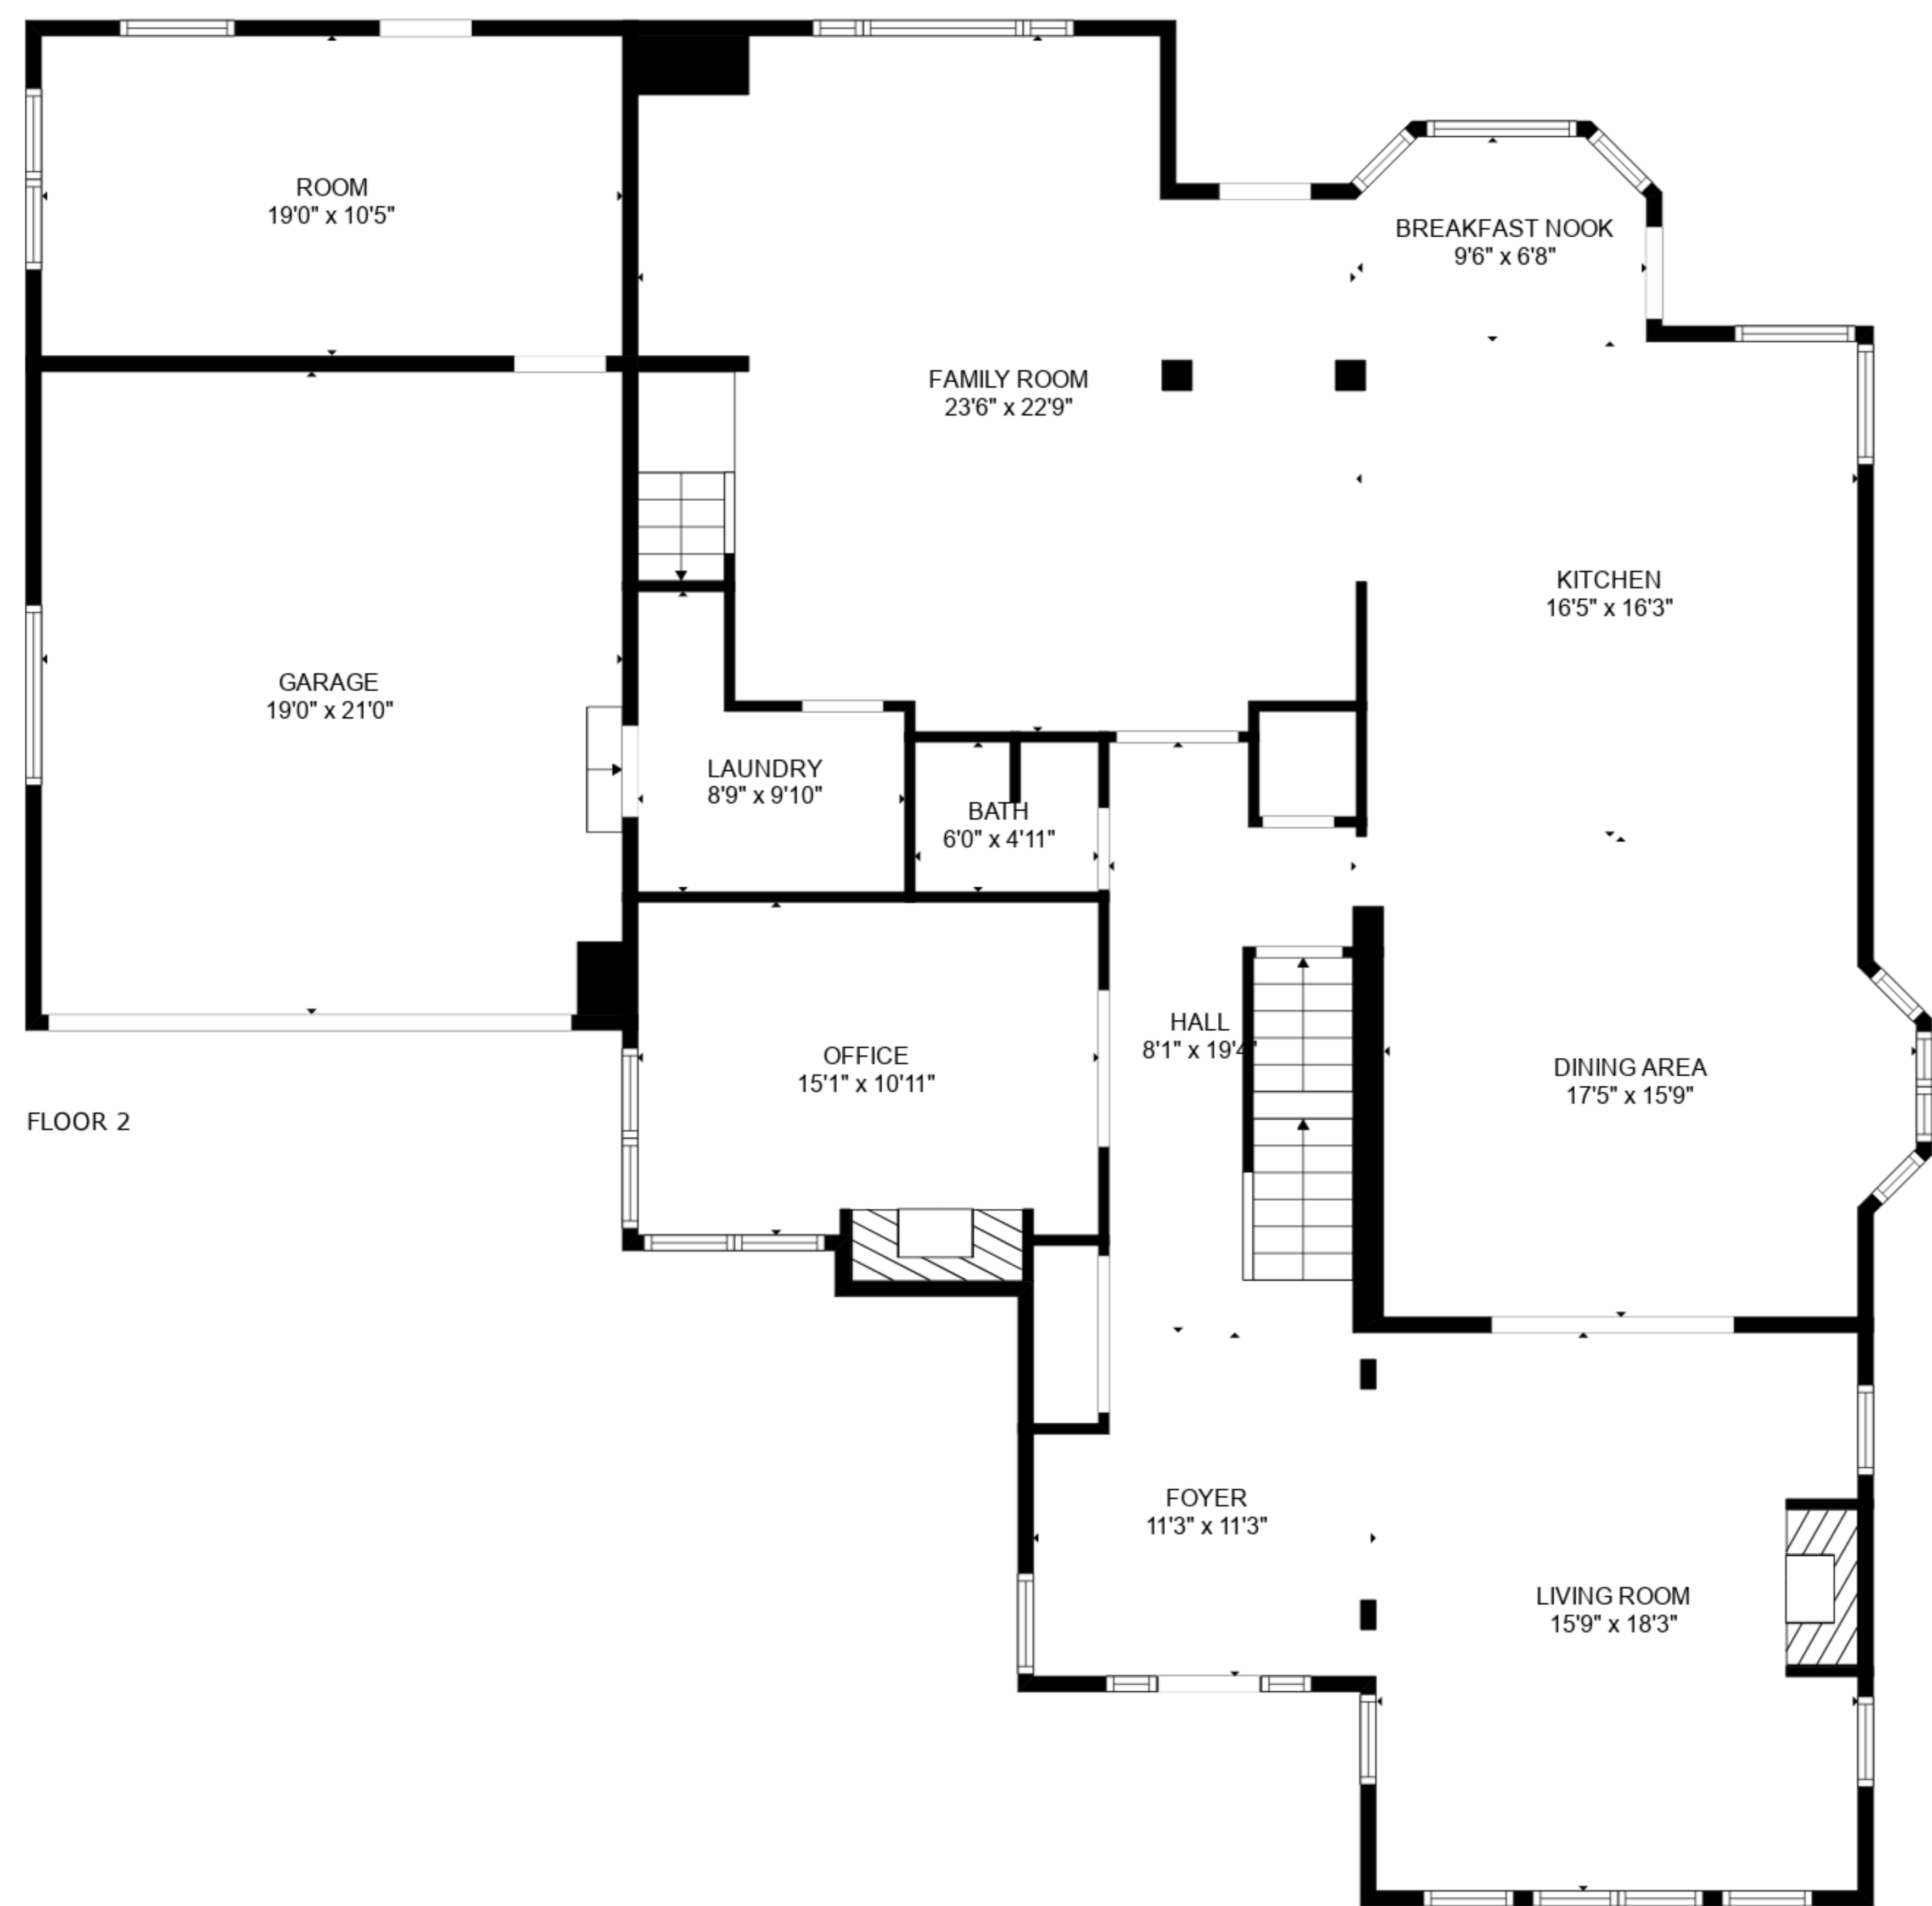 ROOM
19'0" x 10'5"
BREAKFAST NOOK
9'6" x 6'8"
FAMILY ROOM
23'6" x 22'9"
KITCHEN
16'5" x 16'3"
GARAGE
19'0" x 21'0"
LAUNDRY
8'9" x 9'10"
BATH
6'0" x 4'11"
HALL
8'1" x 19'4"
OFFICE
15'1" x 10'11"
DINING AREA
17'5" x 15'9"
FLOOR 2
FOYER
11'3" x 11'3"
LIVING ROOM
15'9" x 18'3"